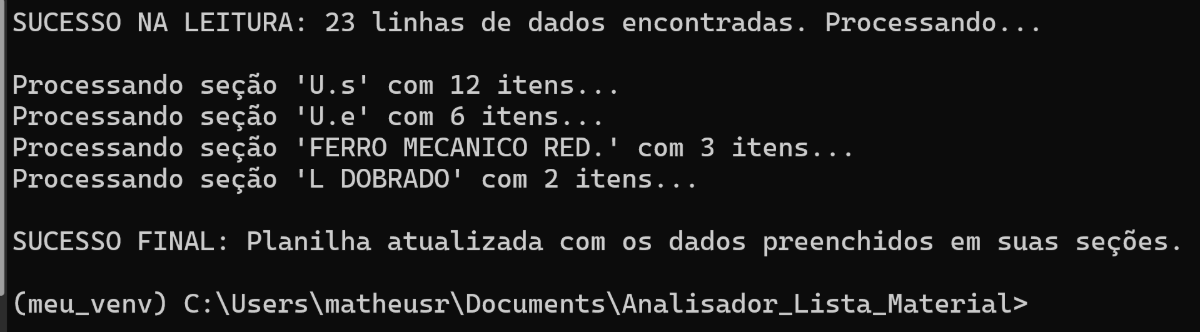 SUCESSO NA LEITURA: 23 linhas de dados encontradas. Processando...
Processando seção 'U.s' com 12 itens...
Processando seção 'U.e' com 6 itens...
Processando seção 'FERRO MECANICO RED.' com 3 itens...
Processando seção 'L DOBRADO' com 2 itens...
SUCESSO FINAL: Planilha atualizada com os dados preenchidos em suas seções.
(meu_venv) C:\Users\matheusr\Documents\Analisador_Lista_Material>